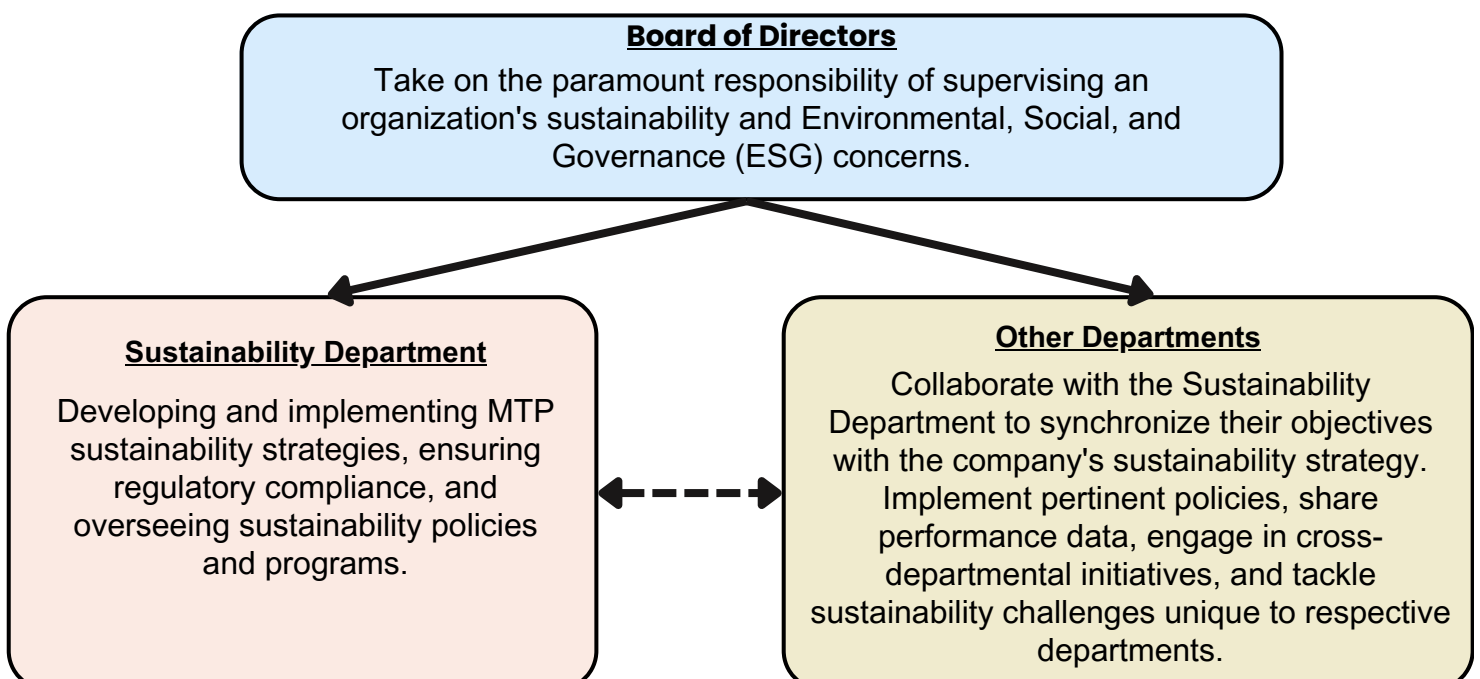 Board of Directors
Take on the paramount responsibility of supervising an
organization's sustainability and Environmental, Social, and
Governance (ESG) concerns.
Sustainability Department
Developing and implementing MTP
sustainability strategies, ensuring
regulatory compliance, and
overseeing sustainability policies
and programs.
Other Departments
Collaborate with the Sustainability
Department to synchronize their objectives
with the company's sustainability strategy.
Implement pertinent policies, share
performance data, engage in cross-
departmental initiatives, and tackle
sustainability challenges unique to respective
departments.